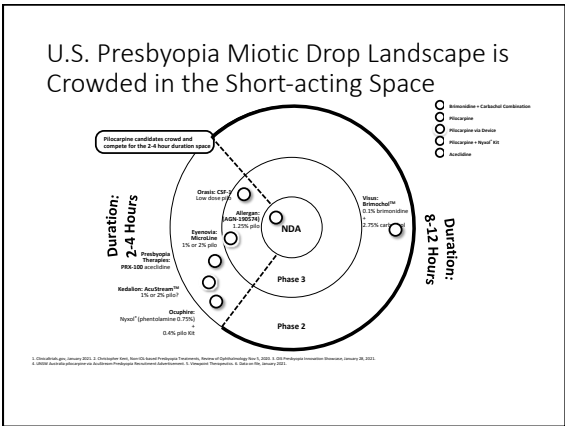 U.S. Presbyopia Miotic Drop Landscape is
Crowded in the Short-acting Space
Brimonidine + Carbachol Combination
Pilocarpine
Pilocarpine via Device
Pilocarpine + Nyxol® Kit
Aceclidine
Pilocarpine candidates crowd and
compete for the 2-4 hour duration space
Duration:
2-4 Hours
Orasis: CSF-1
Low dose pilo
Allergan:
(AGN-190574)
1.25% pilo
Eyenovia:
MicroLine
1% or 2% pilo
Presbyopia
Therapies:
PRX-100 aceclidine
Kedalion: AcuStream™
1% or 2% pilo?
Ocuphire:
Nyxol® (phentolamine 0.75%)
+
0.4% pilo Kit
NDA
Phase 3
Phase 2
Visus:
Brimochol™
0.1% brimonidine
+
2.75%
Duration:
8-12 Hours
1. Clinicaltrials.gov, January 2021. 2. Christopher Kent, Non-IOL-based Presbyopia Treatments, Review of Ophthalmology Nov 5, 2020. 3. OIS Presbyopia Innovation Showcase, January 28, 2021.
4. UNSW Australia pilocarpine via AcuStream Presbyopia Recruitment Advertisement. 5. Viewpoint Therapeutics. 6. Data on file, January 2021.